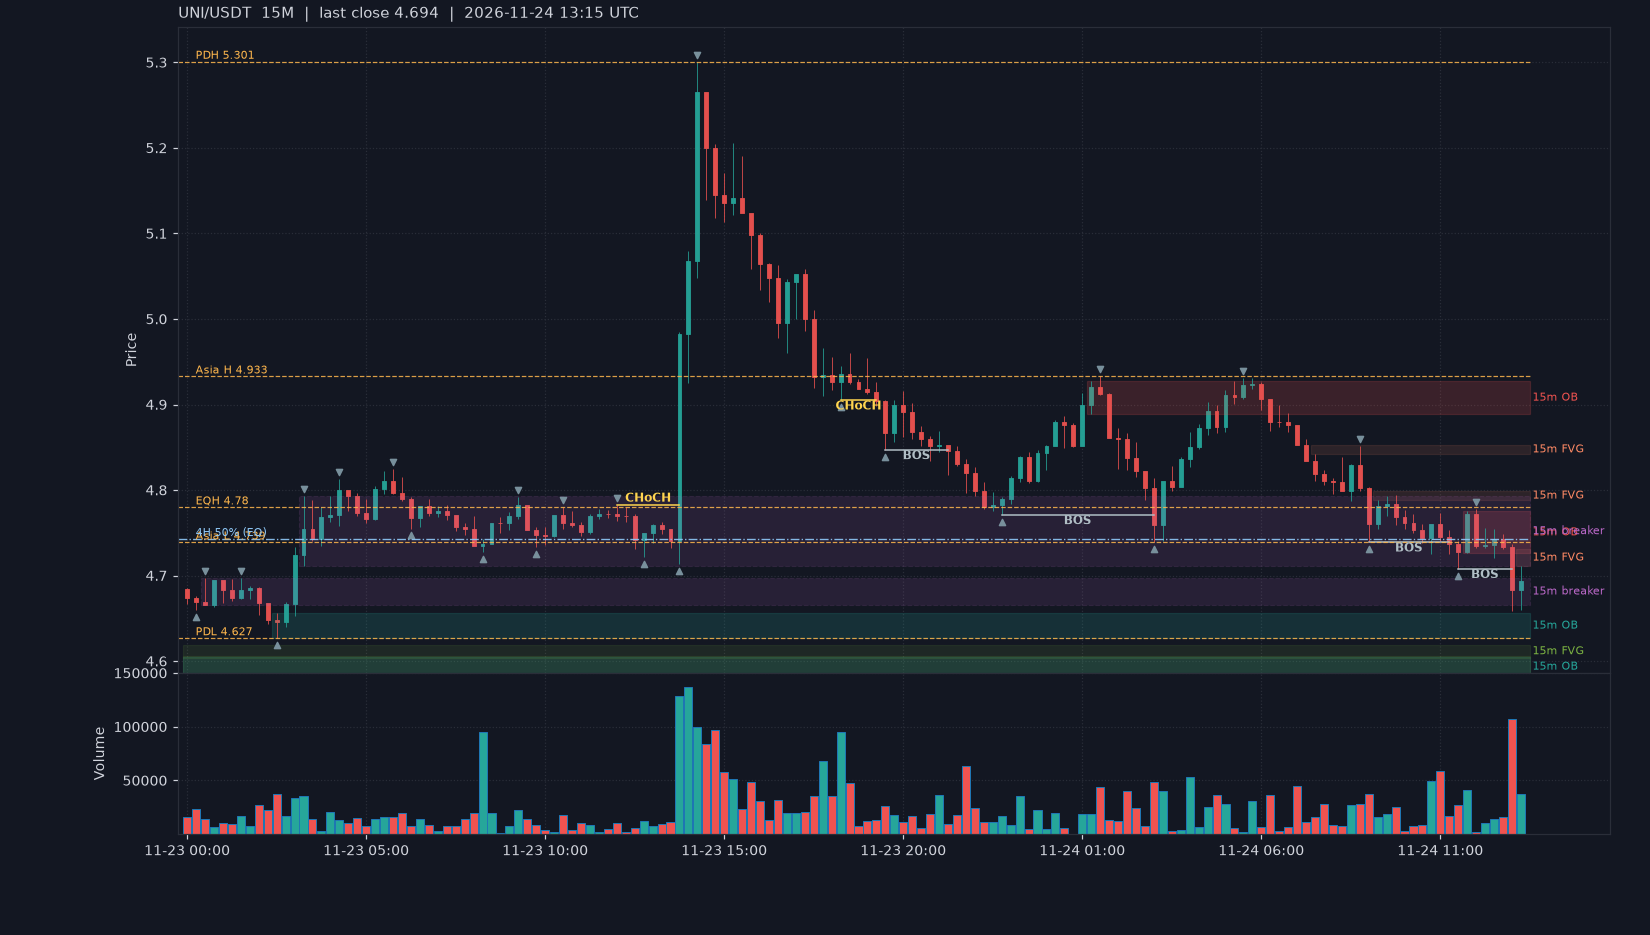 UNI/USDT 15M | last close 4.694 | 2026-11-24 13:15 UTC
PDH 5.301
5.3
5.2
5.1
5.0
Price
Asia H 4.933
4.9
15m OB
CHoCH
BOS
15m FVG
4.8
15m FVG
EQH 4.78
CHoCH
BOS
4H 50% (EQ)
15m breaker
BOS
15m FVG
4.7
BOS
15m breaker
PDL 4.627
15m OB
15m FVG
4.6
15m OB
150000
100000
50000
Volume
11-23 00:00 11-23 05:00 11-23 10:00 11-23 15:00 11-23 20:00 11-24 01:00 11-24 06:00 11-24 11:00